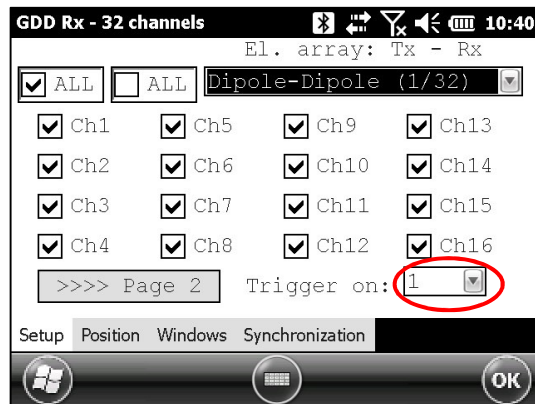 GDD Rx - 32 channels 10:40
El. array: Tx - Rx
ALL ALL Dipole-Dipole (1/32)
Ch1 Ch5 Ch9 Ch13
Ch2 Ch6 Ch10 Ch14
Ch3 Ch7 Ch11 Ch15
Ch4 Ch8 Ch12 Ch16
>>>> Page 2 Trigger on: 1
Setup Position Windows Synchronization
OK